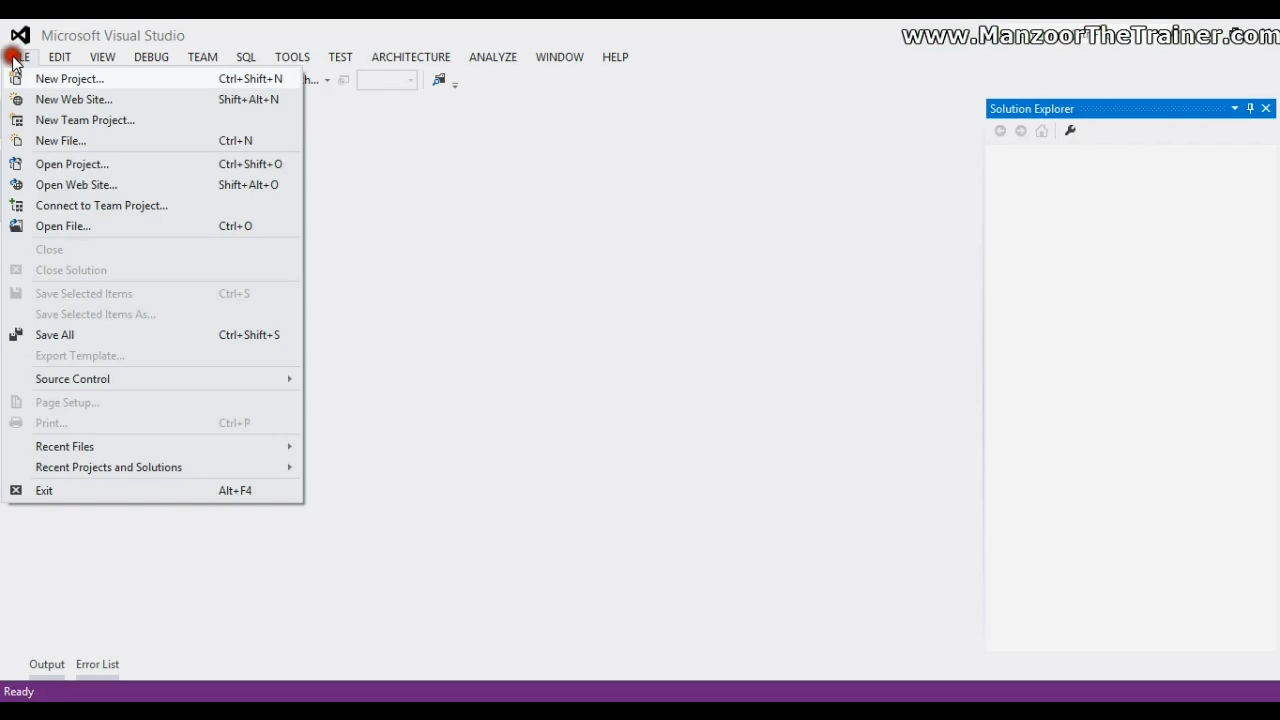 www.ManzoorTheTrainer.com
Microsoft Visual Studio
LE EDIT VIEW DEBUG TEAM SQL TOOLS TEST ARCHITECTURE ANALYZE WINDOW HELP
New Project... Ctrl+Shift+N
h...
New Web Site... Shift+Alt+N
New Team Project...
New File... Ctrl+N
Open Project... Ctrl+Shift+O
Open Web Site... Shift+Alt+O
Connect to Team Project...
Open File... Ctrl+O
Close
Close Solution
Save Selected Items Ctrl+S
Save Selected Items As...
Save All Ctrl+Shift+S
Export Template...
Source Control
Page Setup...
Print... Ctrl+P
Recent Files
Recent Projects and Solutions
Exit Alt+F4
Solution Explorer
Output Error List
Ready